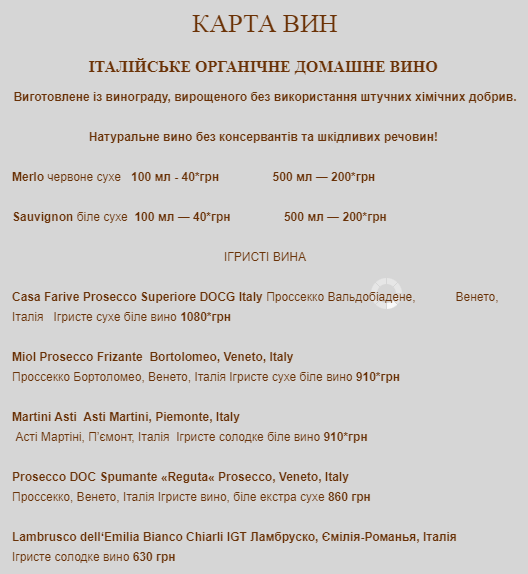 КАРТА ВИН
ІТАЛІЙСЬКЕ ОРГАНІЧНЕ ДОМАШНЕ ВИНО
Виготовлене із винограду, вирощеного без використання штучних хімічних добрив.
Натуральне вино без консервантів та шкідливих речовин!
Merlo червоне сухе 100 мл - 40*грн 500 мл — 200*грн
Sauvignon біле сухе 100 мл — 40*грн 500 мл — 200*грн
ІГРИСТІ ВИНА
Casa Farive Prosecco Superiore DOCG Italy Проссекко Вальдобіадене, Венето,
Італія Ігристе сухе біле вино 1080*грн
Miol Prosecco Frizante Bortolomeo, Veneto, Italy
Проссекко Бортоломео, Венето, Італія Ігристе сухе біле вино 910*грн
Martini Asti Asti Martini, Piemonte, Italy
Асті Мартіні, П'ємонт, Італія Ігристе солодке біле вино 910*грн
Prosecco DOC Spumante «Reguta« Prosecco, Veneto, Italy
Проссекко, Венето, Італія Ігристе вино, біле екстра сухе 860 грн
Lambrusco dell‘Emilia Bianco Chiarli IGT Ламбруско, Ємілія-Романья, Італія
Ігристе солодке вино 630 грн